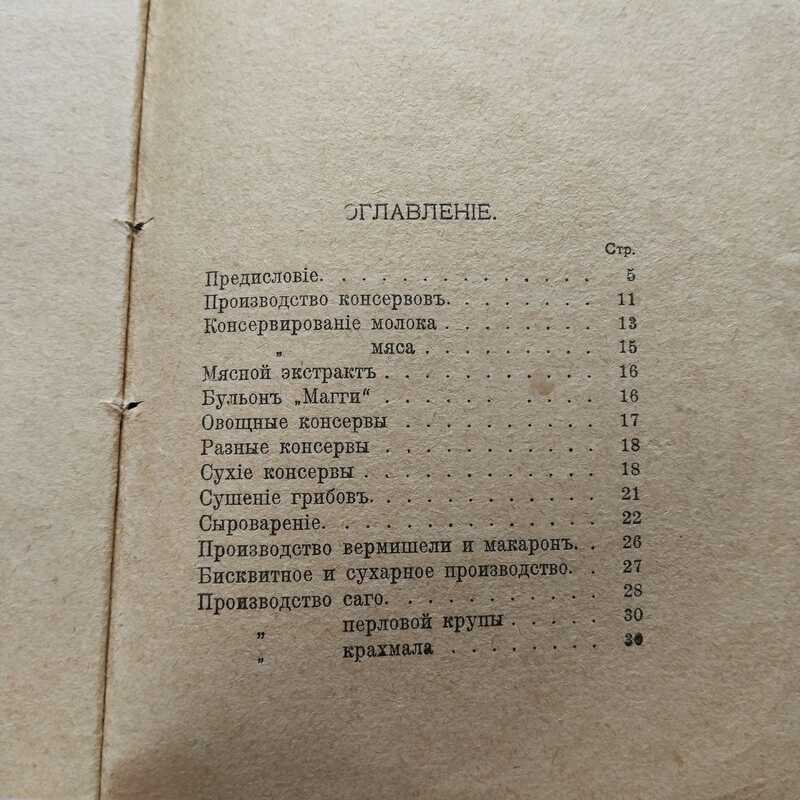 ОГЛАВЛЕНІЕ.
Стр.
Предисловіе. . . . . . . . . . . . . . 5
Производство консервовъ. . . . . . . . 11
Консервированіе молока . . . . . . . . 13
„ мяса . . . . . . . . . 15
Мясной экстрактъ . . . . . . . . . . . 16
Бульонъ „Магги“ . . . . . . . . . . 16
Овощные консервы . . . . . . . . . . 17
Разные консервы . . . . . . . . . . . 18
Сухіе консервы . . . . . . . . . . . . 18
Сушеніе грибовъ. . . . . . . . . . . . 21
Сыровареніе. . . . . . . . . . . . . . 22
Производство вермишели и макаронъ. . 26
Бисквитное и сухарное производство. . 27
Производство саго. . . . . . . . . . . 28
„ перловой крупы . . . . . 30
„ крахмала . . . . . . . .